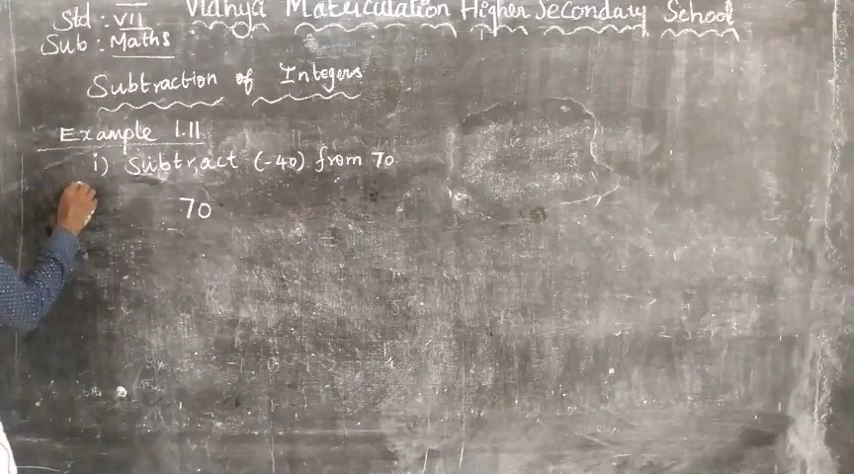 Std : VII
Vidhya Matriculation Higher Secondary School
Sub : Maths
Subtraction of Integers
Example 1.11
i) Subtract (-40) from 70
70